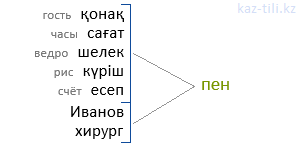 kaz-tili.kz
гость қонақ
часы сағат
ведро шелек
рис күріш
счёт есеп
Иванов
хирург
пен